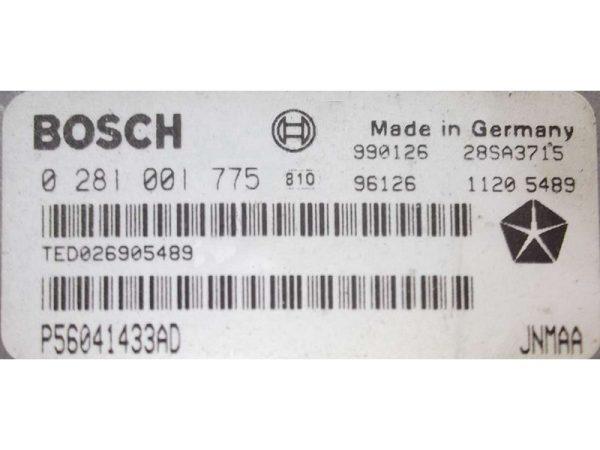 BOSCH Made in Germany
990126 28SA3715
0 281 001 775 810 96126 1120 5489
TED026905489
P56041433AD JNMAA